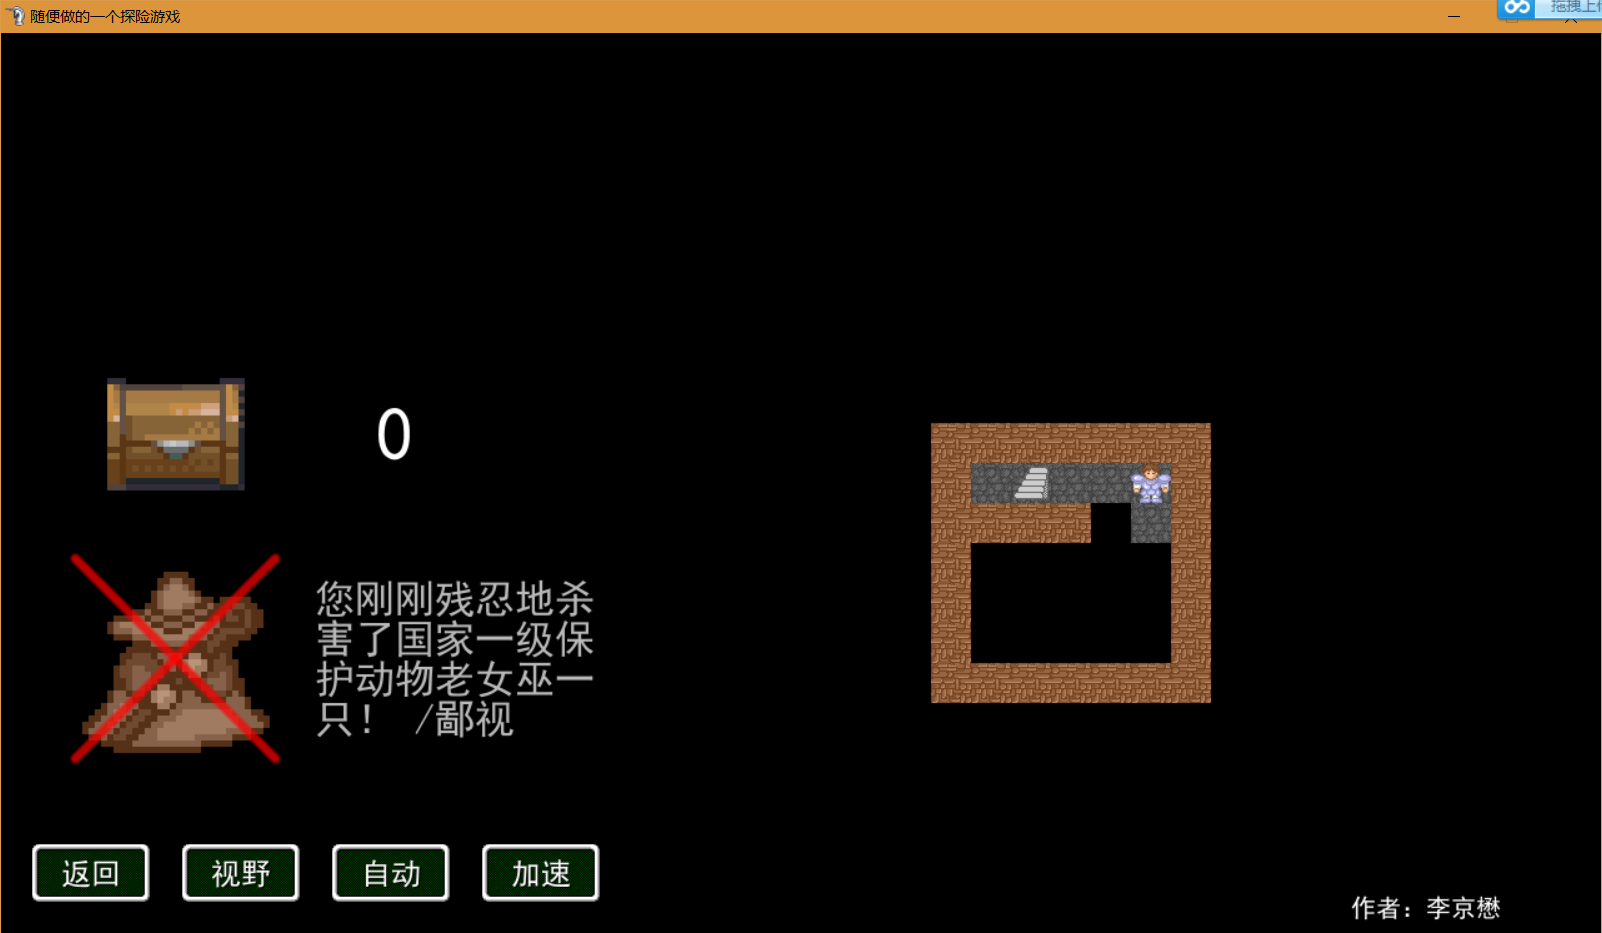 随便做的一个探险游戏
0
您刚刚残忍地杀
害了国家一级保
护动物老女巫一
只! /鄙视
返回 视野 自动 加速
作者: 李京懋